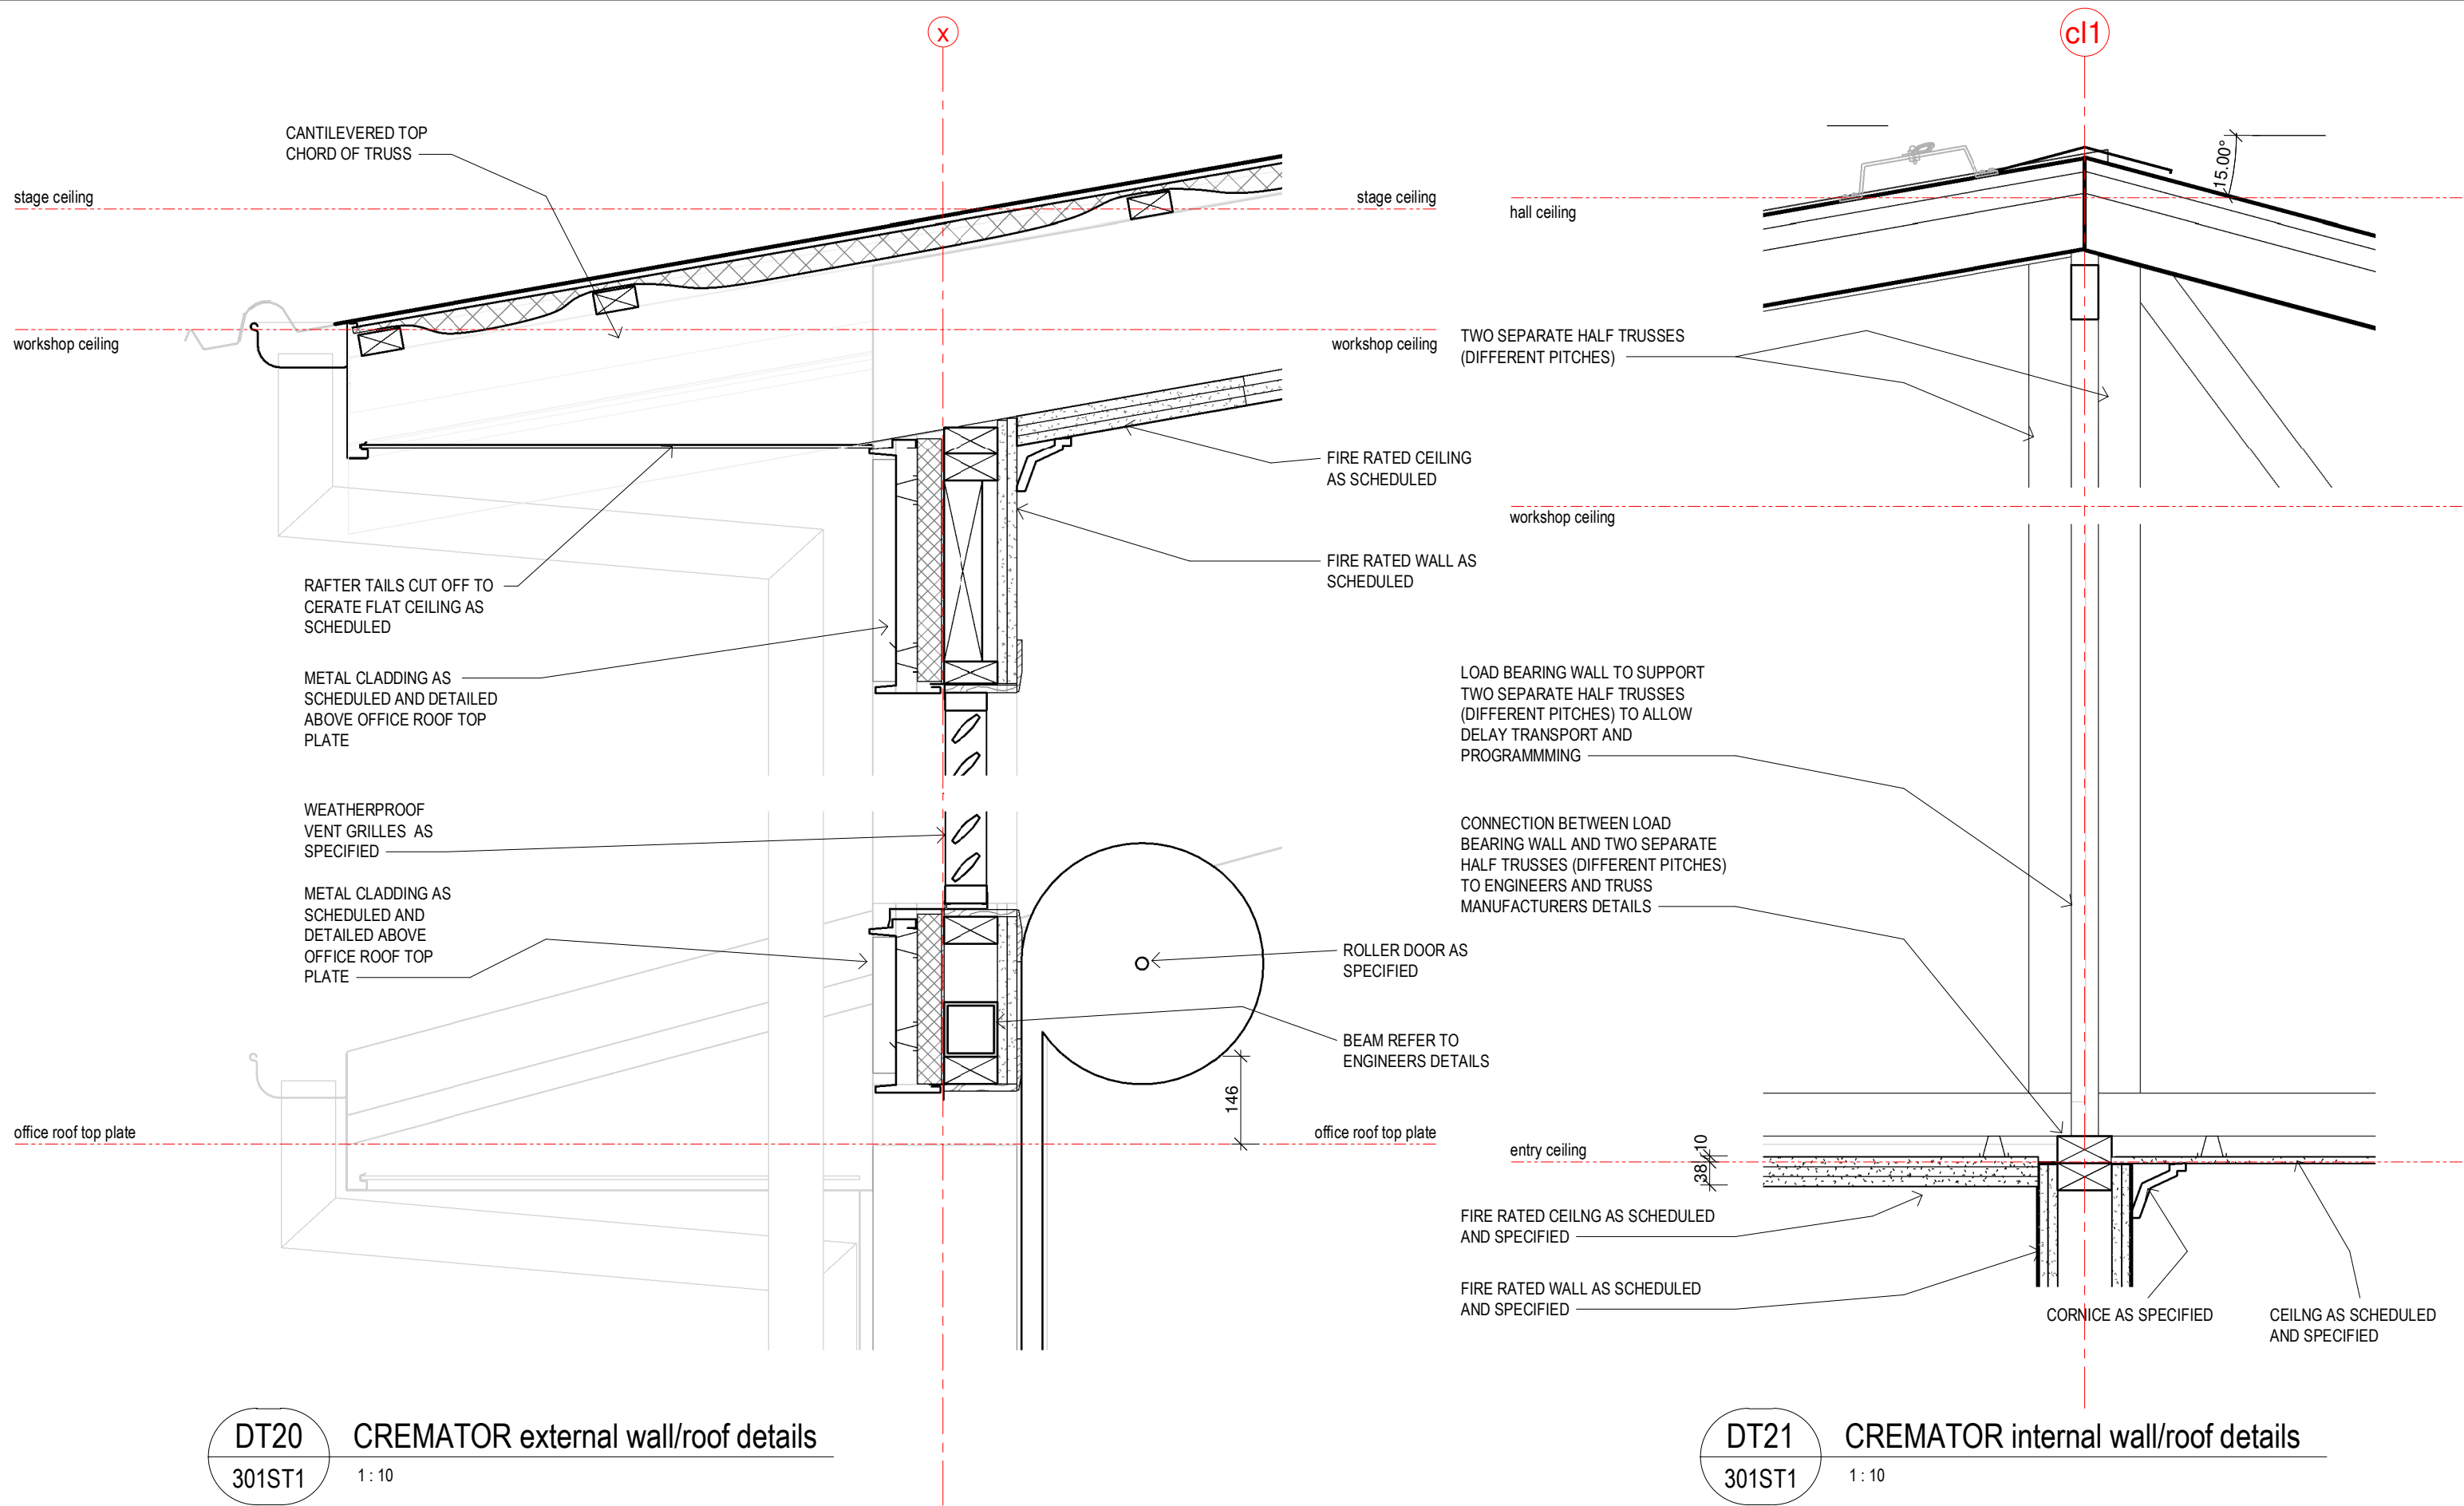 x
CANTILEVERED TOP
CHORD OF TRUSS
stage ceiling
stage ceiling
workshop ceiling
workshop ceiling
FIRE RATED CEILING
AS SCHEDULED
FIRE RATED WALL AS
SCHEDULED
RAFTER TAILS CUT OFF TO
CERATE FLAT CEILING AS
SCHEDULED
METAL CLADDING AS
SCHEDULED AND DETAILED
ABOVE OFFICE ROOF TOP
PLATE
WEATHERPROOF
VENT GRILLES AS
SPECIFIED
METAL CLADDING AS
SCHEDULED AND
DETAILED ABOVE
OFFICE ROOF TOP
PLATE
ROLLER DOOR AS
SPECIFIED
BEAM REFER TO
ENGINEERS DETAILS
146
office roof top plate
office roof top plate
DT20
301ST1
CREMATOR external wall/roof details
1 : 10
cl1
15.00°
hall ceiling
TWO SEPARATE HALF TRUSSES
(DIFFERENT PITCHES)
workshop ceiling
LOAD BEARING WALL TO SUPPORT
TWO SEPARATE HALF TRUSSES
(DIFFERENT PITCHES) TO ALLOW
DELAY TRANSPORT AND
PROGRAMMMING
CONNECTION BETWEEN LOAD
BEARING WALL AND TWO SEPARATE
HALF TRUSSES (DIFFERENT PITCHES)
TO ENGINEERS AND TRUSS
MANUFACTURERS DETAILS
entry ceiling
10
38
FIRE RATED CEILNG AS SCHEDULED
AND SPECIFIED
FIRE RATED WALL AS SCHEDULED
AND SPECIFIED
CORNICE AS SPECIFIED
CEILNG AS SCHEDULED
AND SPECIFIED
DT21
301ST1
CREMATOR internal wall/roof details
1 : 10